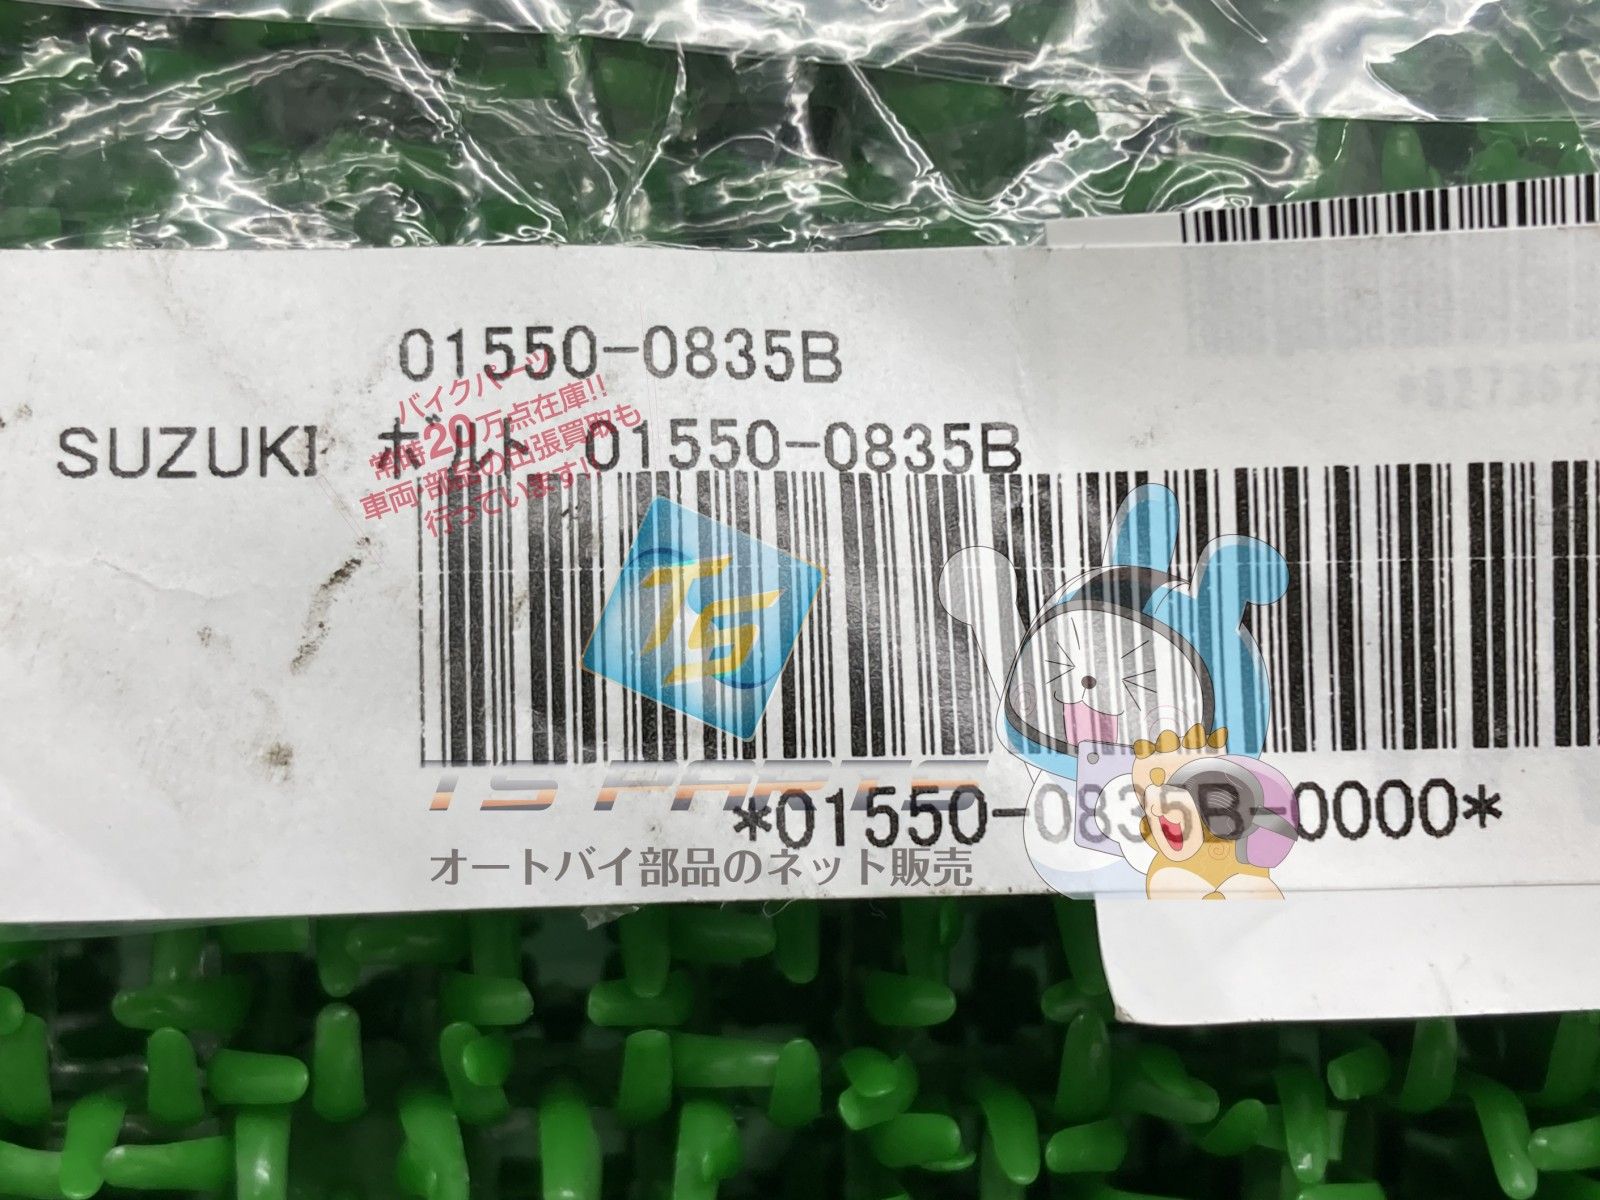 01550-0835B
SUZUKI ボルト 01550-0835B
バイクパーツ
常時20万点在庫!!
車両・部品の出張買取も
行っています!!
TS
TS PARTS
*01550-0835B-0000*
オートバイ部品のネット販売